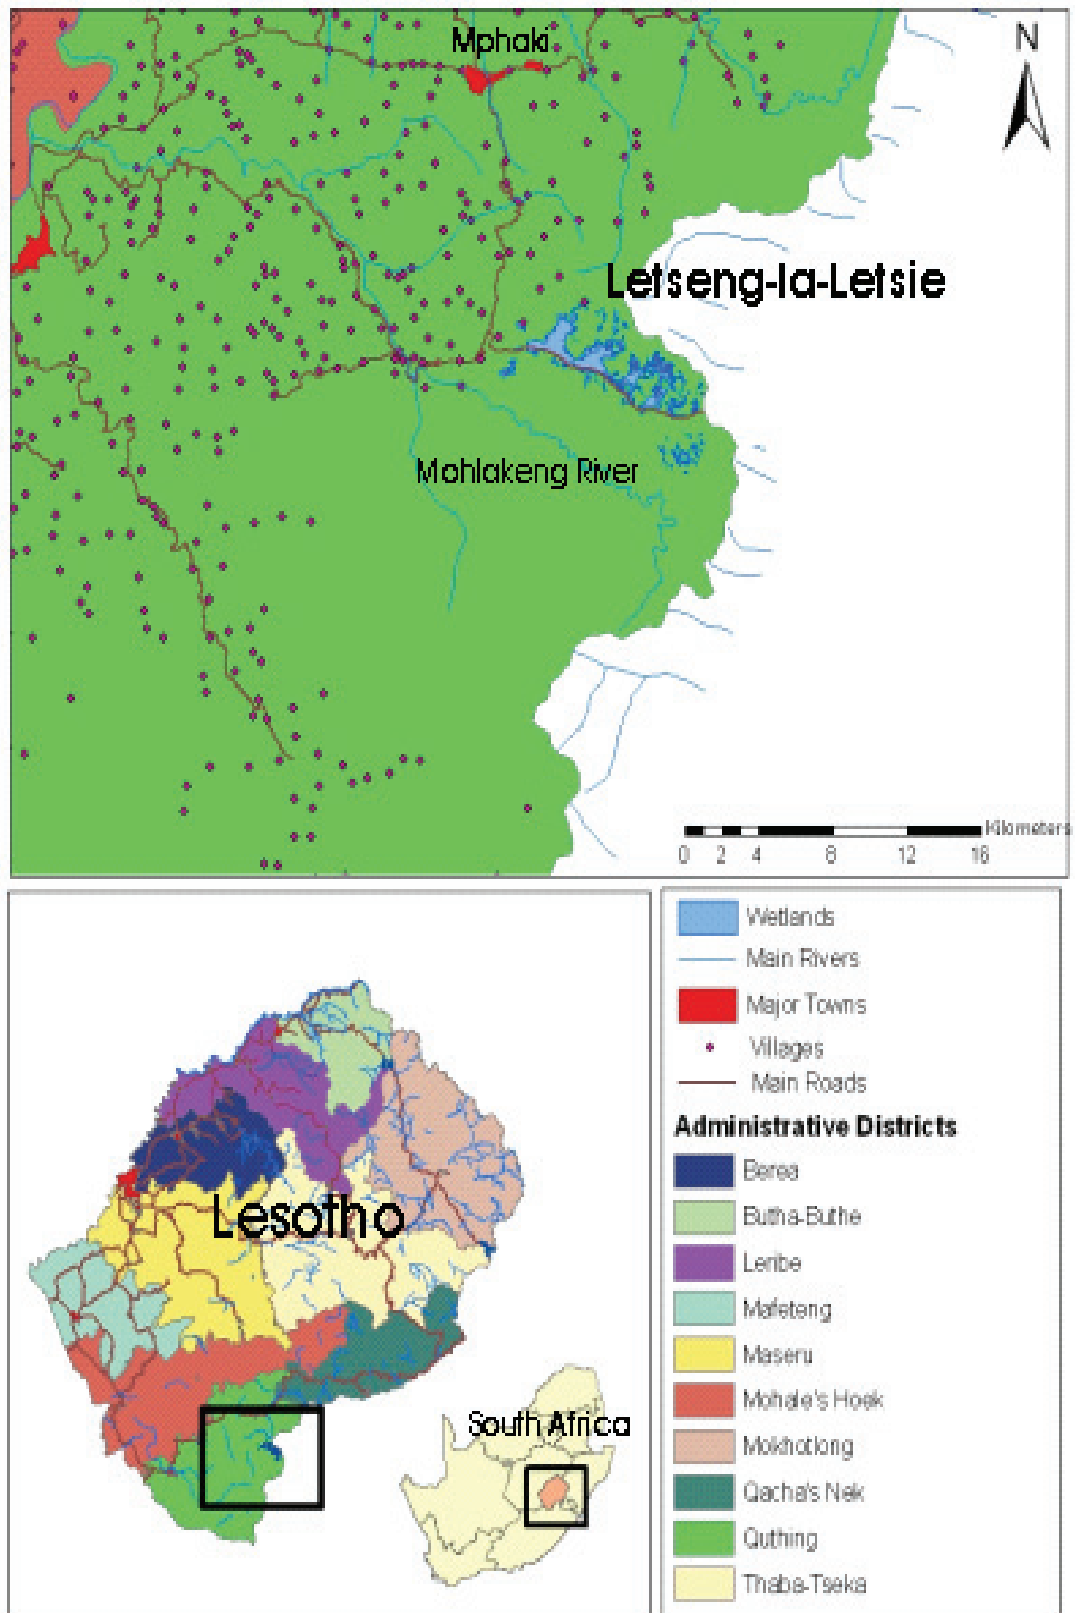 Mphaki
N
Letseng-la-Letsie
Mohlakeng River
Kilometers
0 2 4 8 12 16
Wetlands
Main Rivers
Major Towns
Villages
Main Roads
Administrative Districts
Berea
Butha-Buthe
Leribe
Mafeteng
Maseru
Mohale's Hoek
Mokhotlong
Qacha's Nek
Quthing
Thaba-Tseka
Lesotho
South Africa